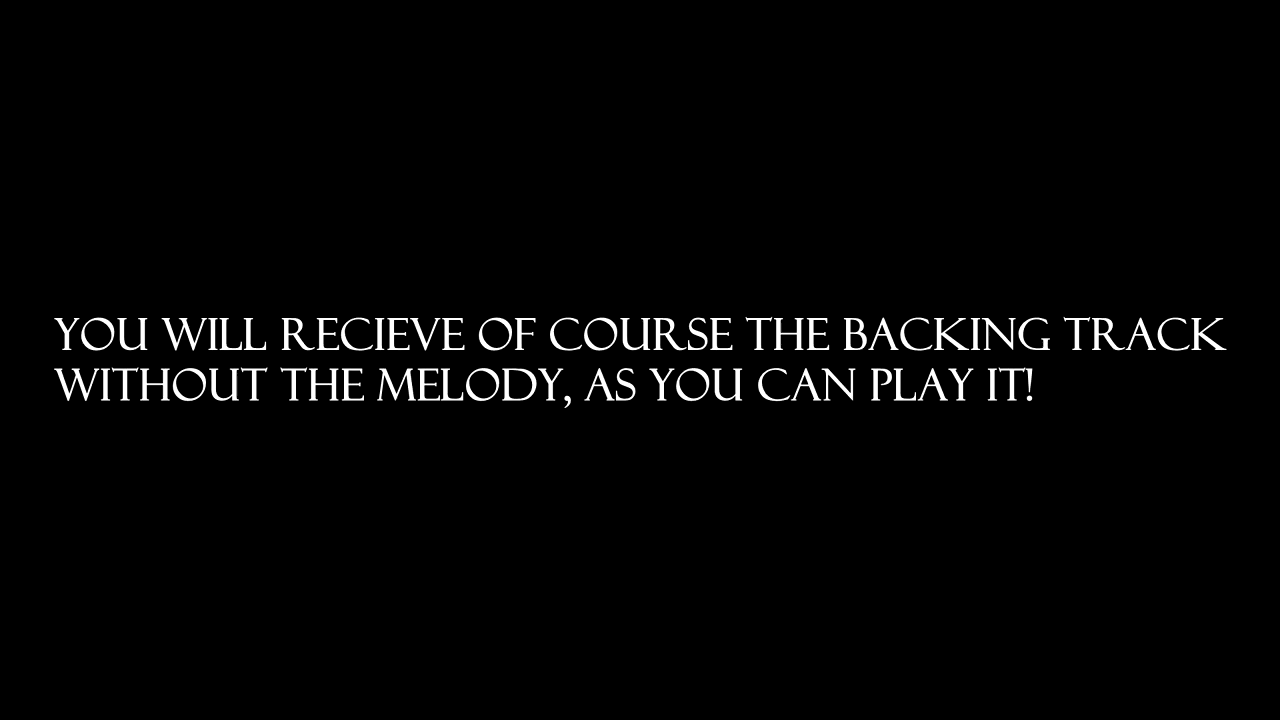 YOU WILL RECIEVE OF COURSE THE BACKING TRACK
WITHOUT THE MELODY, AS YOU CAN PLAY IT!